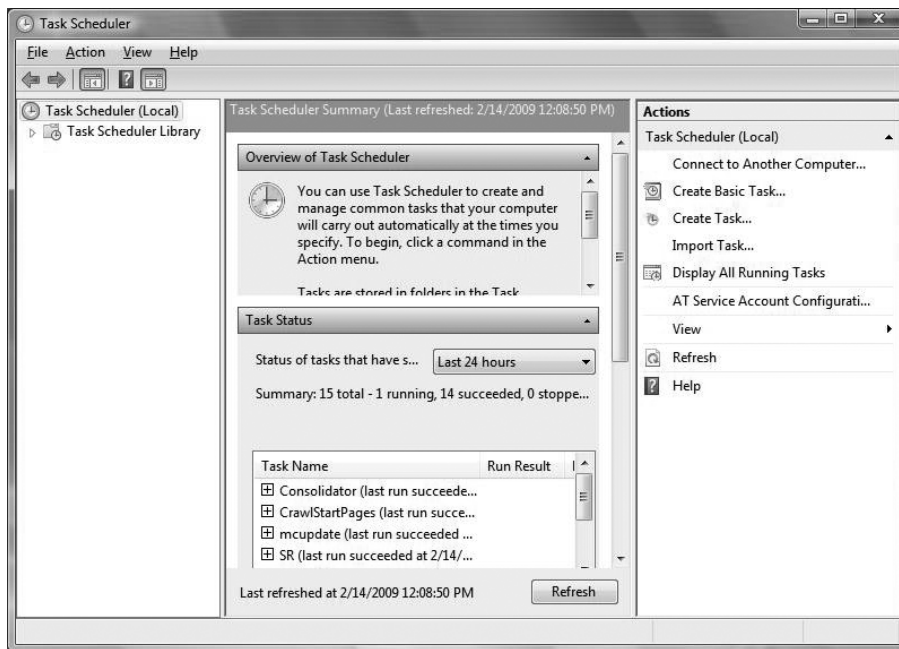 Task Scheduler
File Action View Help
Task Scheduler (Local)
Task Scheduler Library
Task Scheduler Summary (Last refreshed: 2/14/2009 12:08:50 PM)
Overview of Task Scheduler
You can use Task Scheduler to create and
manage common tasks that your computer
will carry out automatically at the times you
specify. To begin, click a command in the
Action menu.
Tasks are stored in folders in the Task
Task Status
Status of tasks that have s... Last 24 hours
Summary: 15 total - 1 running, 14 succeeded, 0 stoppe...
Task Name Run Result
Consolidator (last run succeede...
CrawlStartPages (last run succe...
mcupdate (last run succeeded ...
SR (last run succeeded at 2/14/...
Last refreshed at 2/14/2009 12:08:50 PM Refresh
Actions
Task Scheduler (Local)
Connect to Another Computer...
Create Basic Task...
Create Task...
Import Task...
Display All Running Tasks
AT Service Account Configurati...
View
Refresh
Help